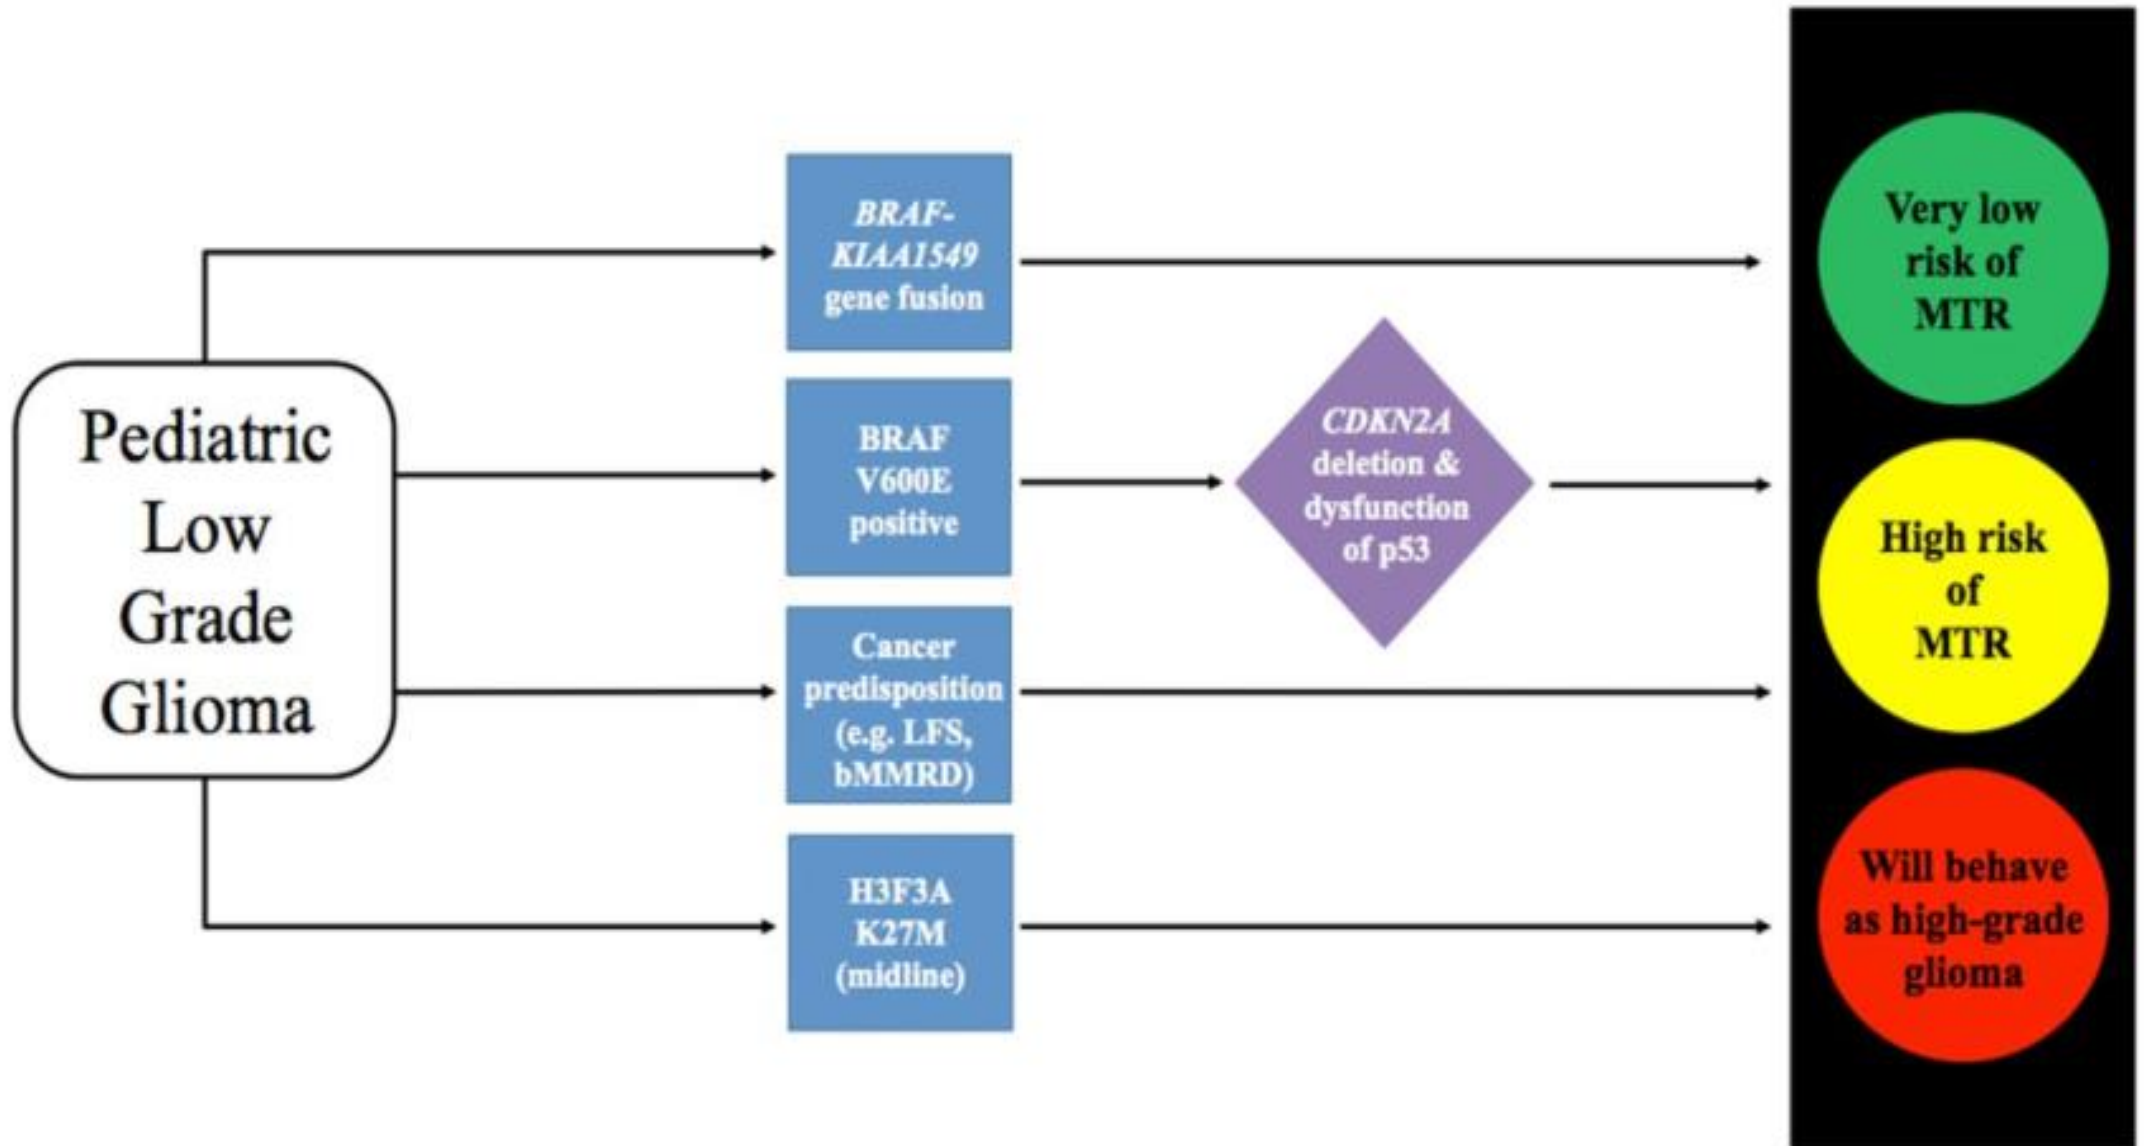 Pediatric
Low
Grade
Glioma
BRAF-
KIAA1549
gene fusion
BRAF
V600E
positive
Cancer
predisposition
(e.g. LFS,
bMMRD)
H3F3A
K27M
(midline)
CDKN2A
deletion &
dysfunction
of p53
Very low
risk of
MTR
High risk
of
MTR
Will behave
as high-grade
glioma